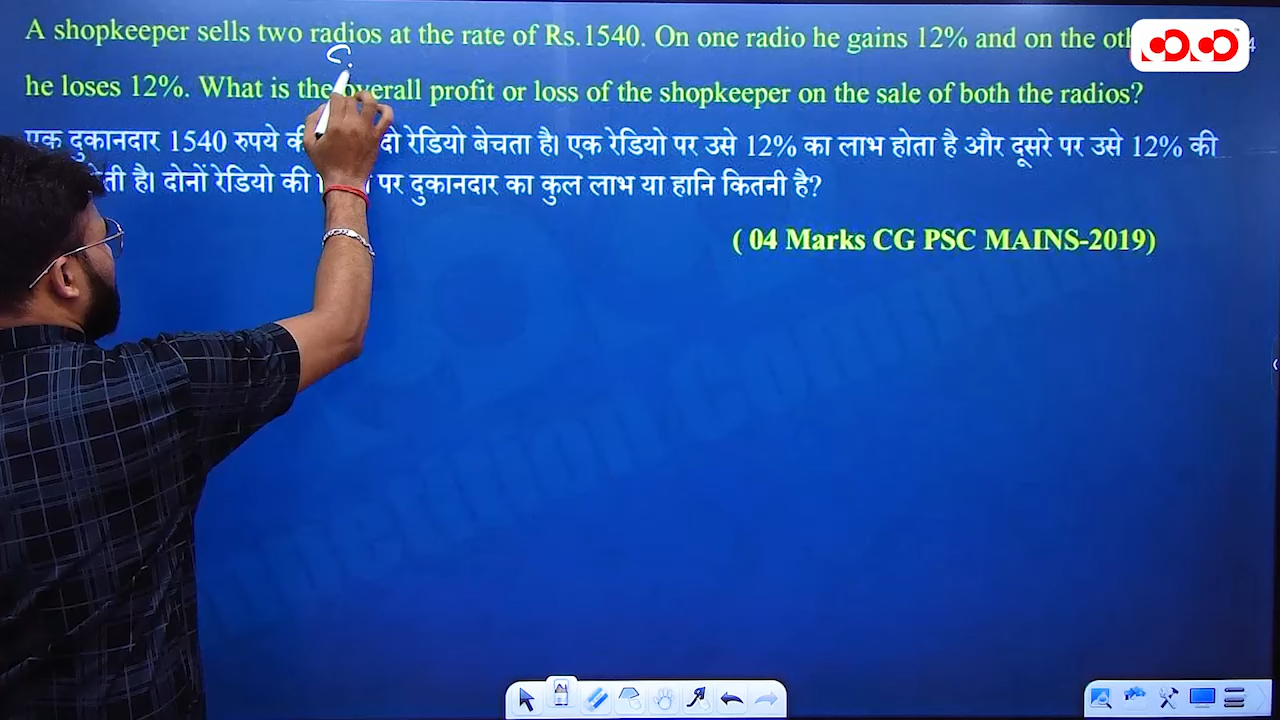 A shopkeeper sells two radios at the rate of Rs.1540. On one radio he gains 12% and on the
he loses 12%. What is the overall profit or loss of the shopkeeper on the sale of both the radios?
एक दुकानदार 1540 रुपये दो रेडियो बेचता है। एक रेडियो पर उसे 12% का लाभ होता है और दूसरे पर उसे 12% की
है। दोनों रेडियो की पर दुकानदार का कुल लाभ या हानि कितनी है?
( 04 Marks CG PSC MAINS-2019)